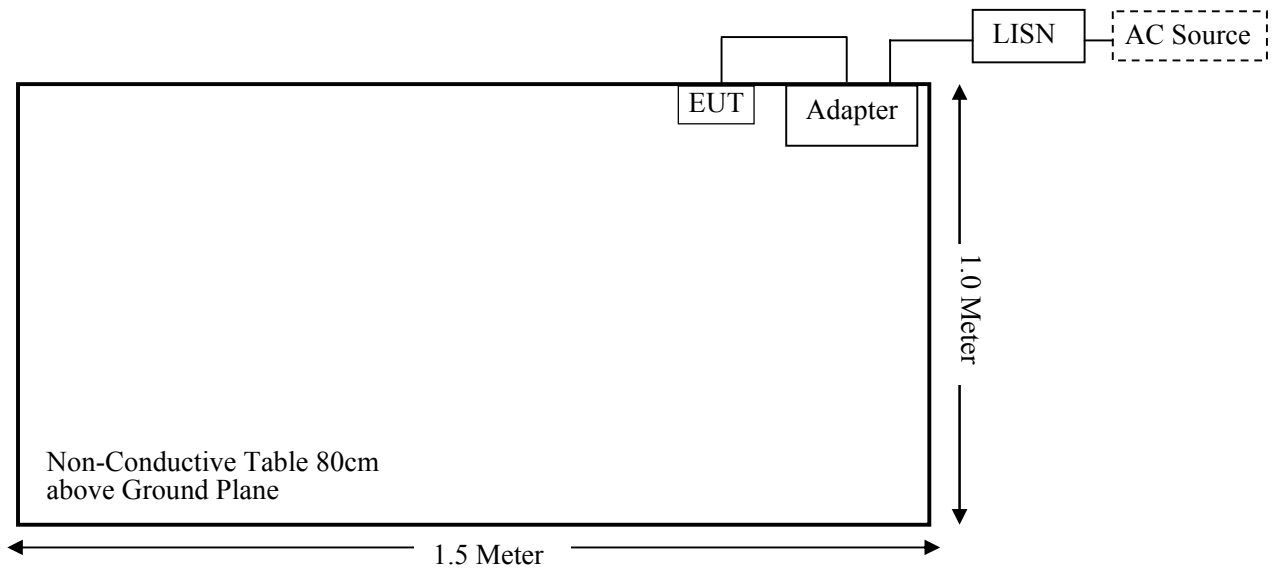 LISN
AC Source
EUT
Adapter
1.0 Meter
Non-Conductive Table 80cm
above Ground Plane
1.5 Meter